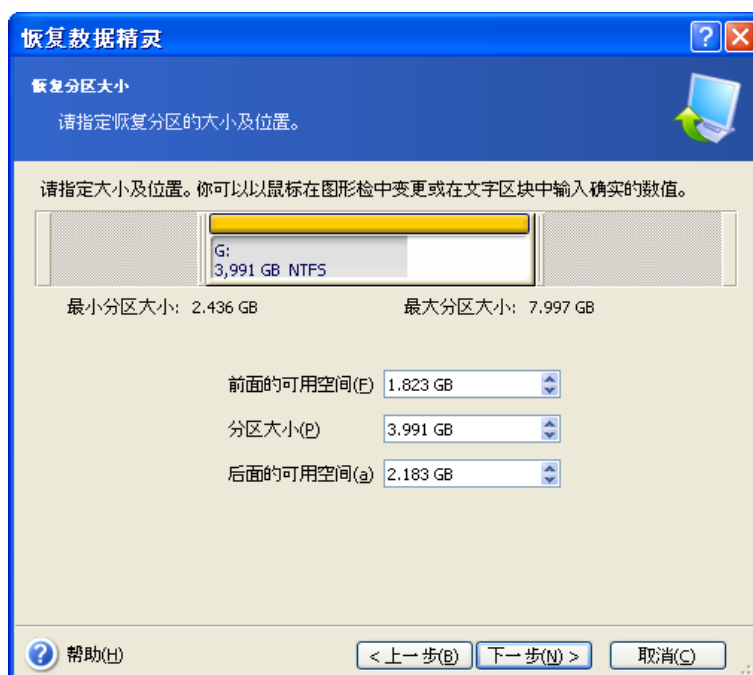 恢复数据精灵
恢复分区大小
请指定恢复分区的大小及位置。
请指定大小及位置。你可以以鼠标在图形检中变更或在文字区块中输入确实的数值。
G:
3,991 GB NTFS
最小分区大小: 2.436 GB 最大分区大小: 7.997 GB
前面的可用空间(F) 1.823 GB
分区大小(P) 3.991 GB
后面的可用空间(a) 2.183 GB
帮助(H) < 上一步(B) 下一步(N) > 取消(C)